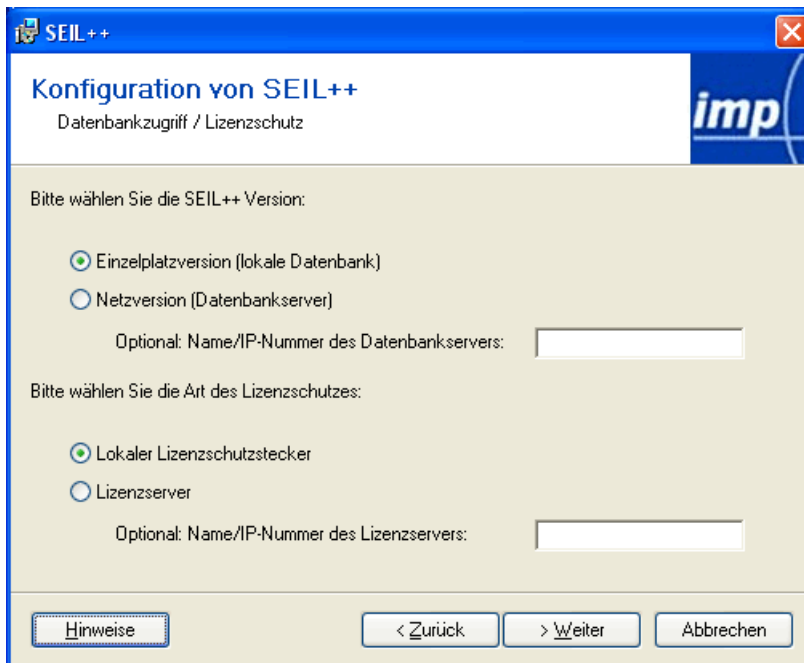 SEIL++
Konfiguration von SEIL++
Datenbankzugriff / Lizenzschutz
imp
Bitte wählen Sie die SEIL++ Version:
Einzelplatzversion (lokale Datenbank)
Netzversion (Datenbankserver)
Optional: Name/IP-Nummer des Datenbankservers:
Bitte wählen Sie die Art des Lizenzschutzes:
Lokaler Lizenzschutzstecker
Lizenzserver
Optional: Name/IP-Nummer des Lizenzservers:
Hinweise < Zurück > Weiter Abbrechen